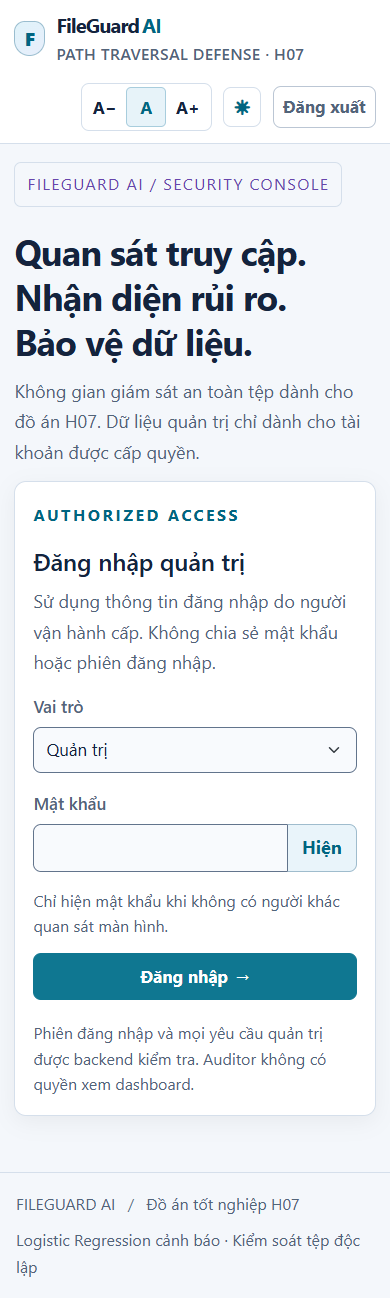 F
FileGuard AI
PATH TRAVERSAL DEFENSE · H07
A− A A+ Đăng xuất
FILEGUARD AI / SECURITY CONSOLE
Quan sát truy cập.
Nhận diện rủi ro.
Bảo vệ dữ liệu.
Không gian giám sát an toàn tệp dành cho
đồ án H07. Dữ liệu quản trị chỉ dành cho tài
khoản được cấp quyền.
AUTHORIZED ACCESS
Đăng nhập quản trị
Sử dụng thông tin đăng nhập do người
vận hành cấp. Không chia sẻ mật khẩu
hoặc phiên đăng nhập.
Vai trò
Quản trị
Mật khẩu
Hiện
Chỉ hiện mật khẩu khi không có người khác
quan sát màn hình.
Đăng nhập →
Phiên đăng nhập và mọi yêu cầu quản trị
được backend kiểm tra. Auditor không có
quyền xem dashboard.
FILEGUARD AI / Đồ án tốt nghiệp H07
Logistic Regression cảnh báo · Kiểm soát tệp độc
lập